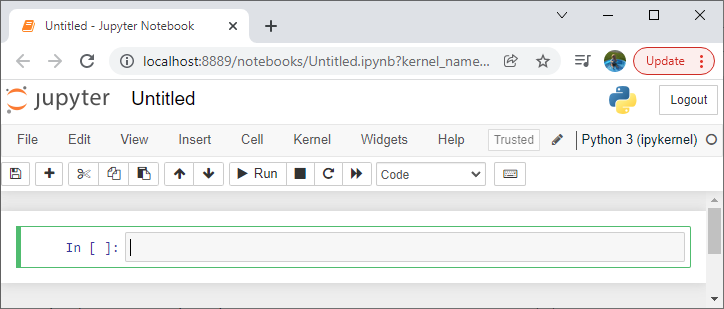 Untitled - Jupyter Notebook
localhost:8889/notebooks/Untitled.ipynb?kernel_name...
Update
jupyter Untitled
Logout
File Edit View Insert Cell Kernel Widgets Help Trusted Python 3 (ipykernel)
Run Code
In [ ]: